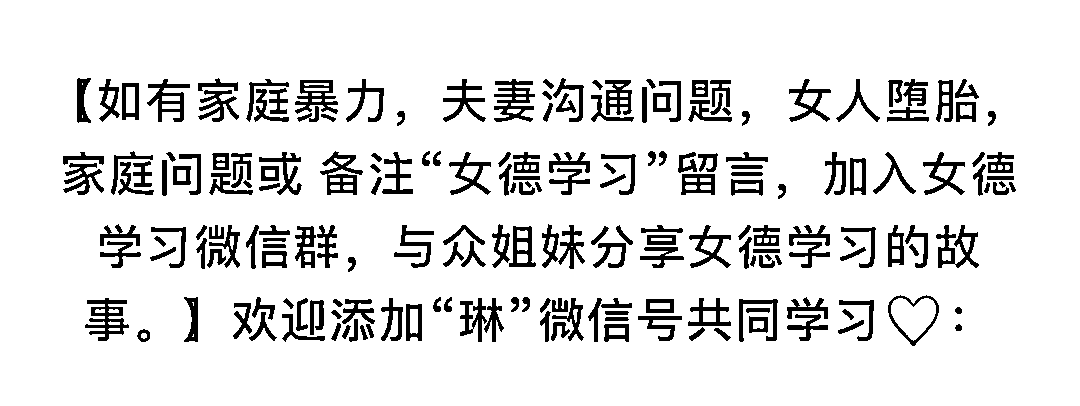 【如有家庭暴力，夫妻沟通问题，女人堕胎，
家庭问题或 备注“女德学习”留言，加入女德
学习微信群，与众姐妹分享女德学习的故
事。】欢迎添加“琳”微信号共同学习♡：